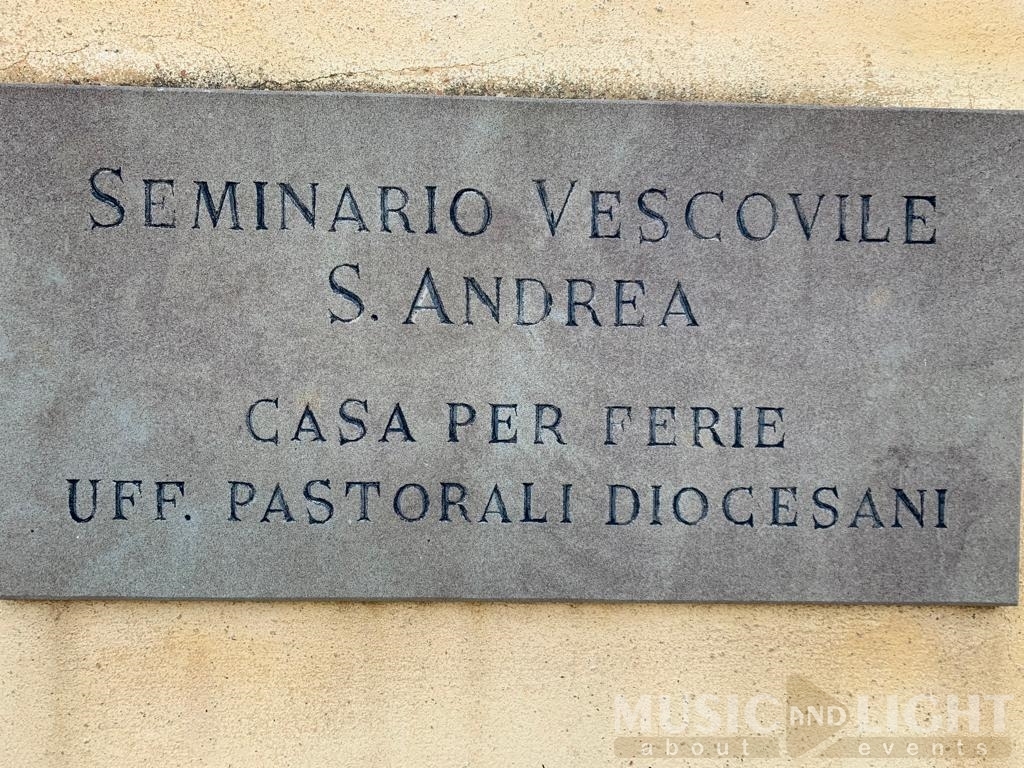 SEMINARIO VESCOVILE
S. ANDREA
CASA PER FERIE
UFF. PASTORALI DIOCESANI
MUSIC AND LIGHT
about events